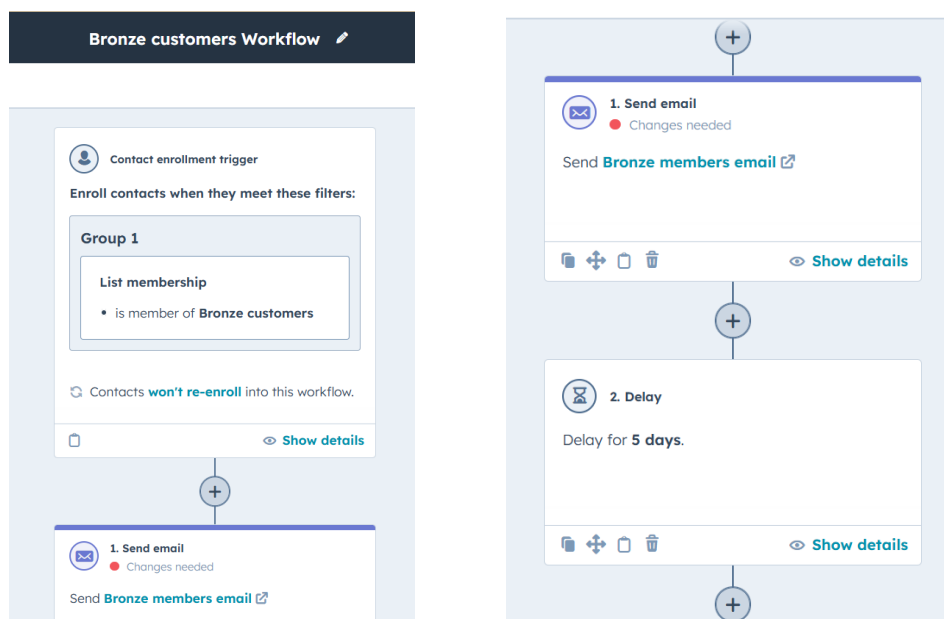 Bronze customers Workflow
Contact enrollment trigger
Enroll contacts when they meet these filters:
Group 1
List membership
• is member of Bronze customers
Contacts won't re-enroll into this workflow.
Show details
1. Send email
Changes needed
Send Bronze members email
1. Send email
Changes needed
Send Bronze members email
Show details
2. Delay
Delay for 5 days.
Show details